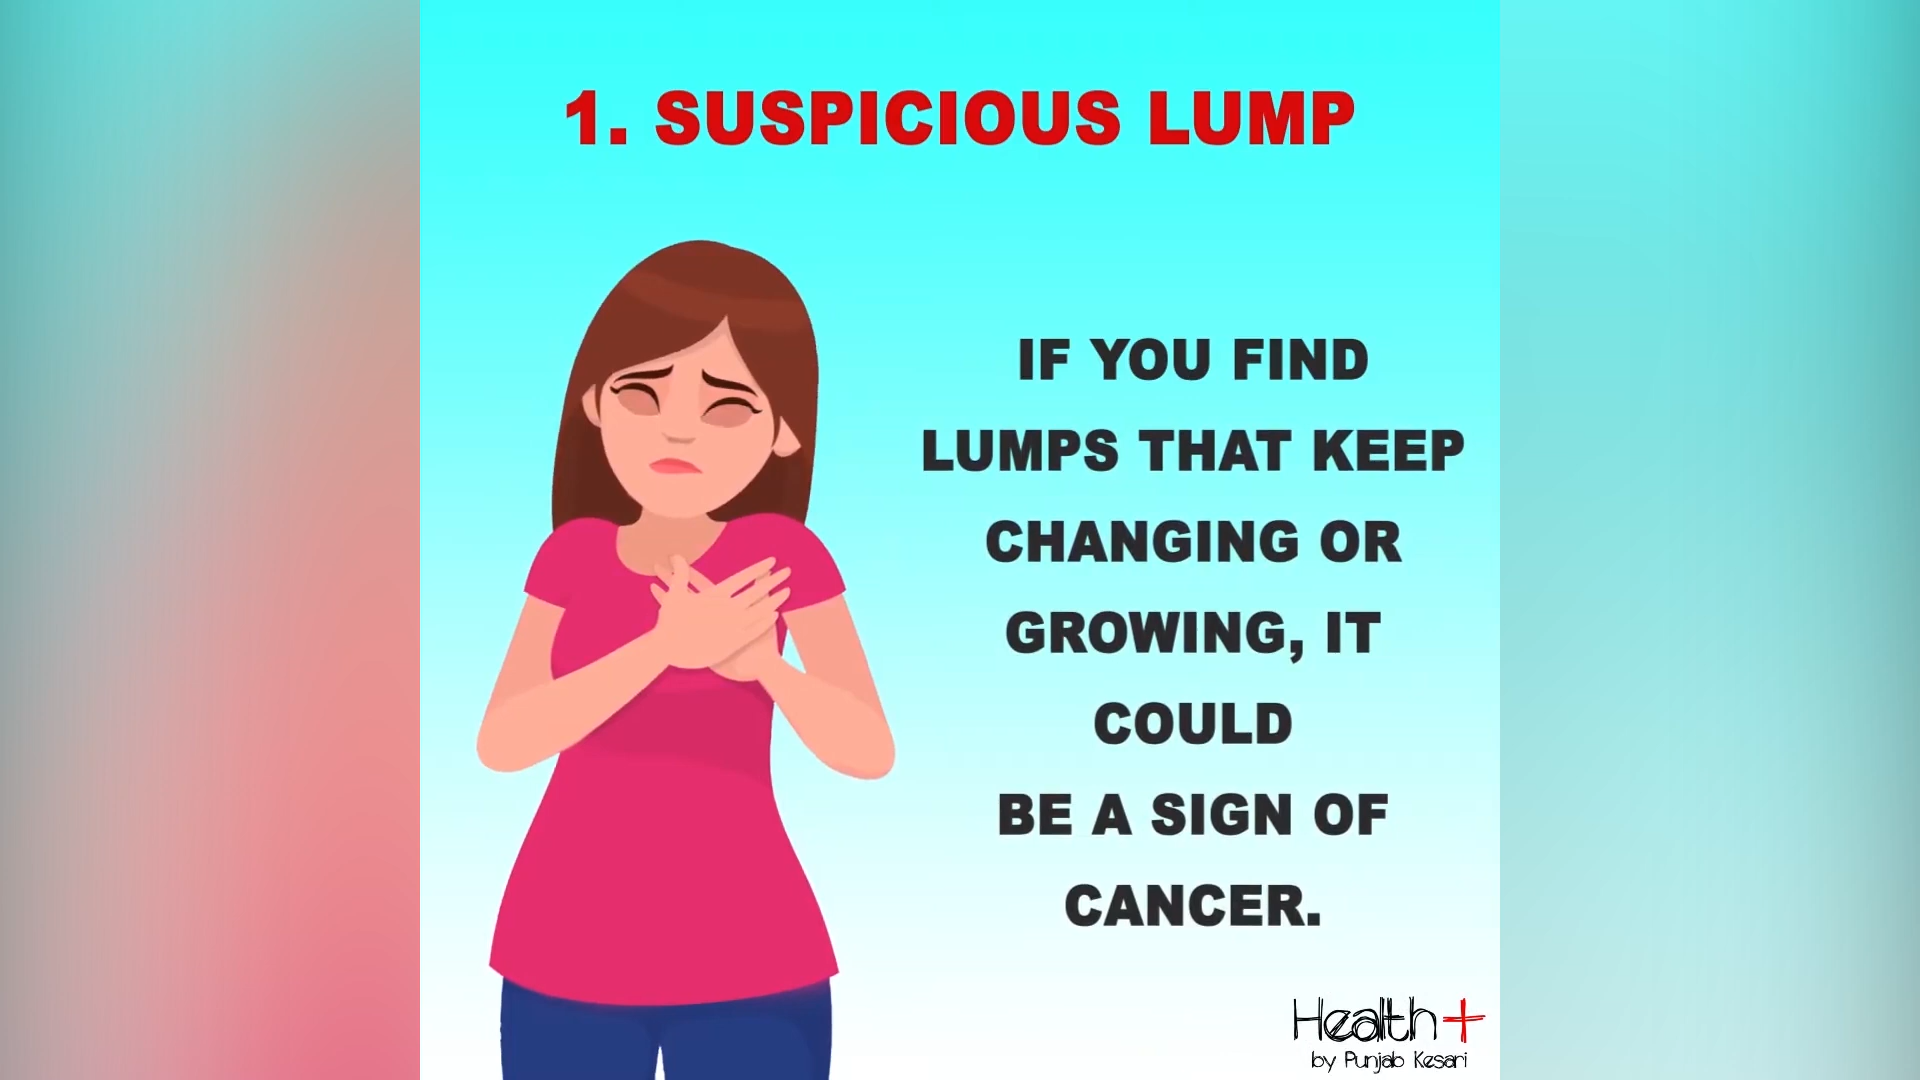 1. SUSPICIOUS LUMP
IF YOU FIND
LUMPS THAT KEEP
CHANGING OR
GROWING, IT
COULD
BE A SIGN OF
CANCER.
Health+
by Punjab Kesari